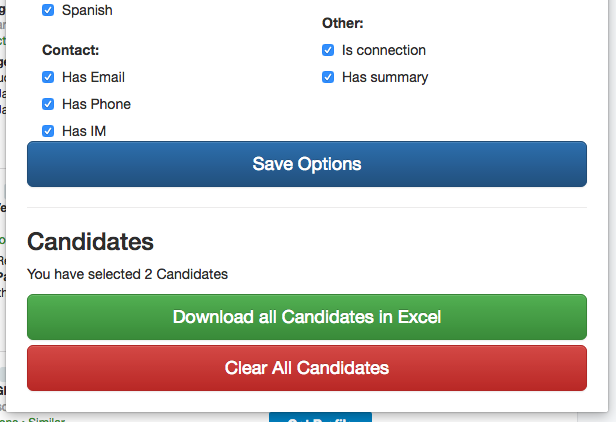 Spanish
Contact:
Has Email
Has Phone
Has IM
Other:
Is connection
Has summary
Save Options
Candidates
You have selected 2 Candidates
Download all Candidates in Excel
Clear All Candidates
Similar